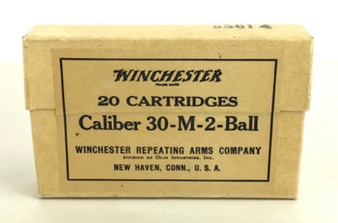 WINCHESTER
TRADE MARK
20 CARTRIDGES
Caliber 30-M-2-Ball
WINCHESTER REPEATING ARMS COMPANY
DIVISION OF OLIN INDUSTRIES, INC.
NEW HAVEN, CONN., U. S. A.